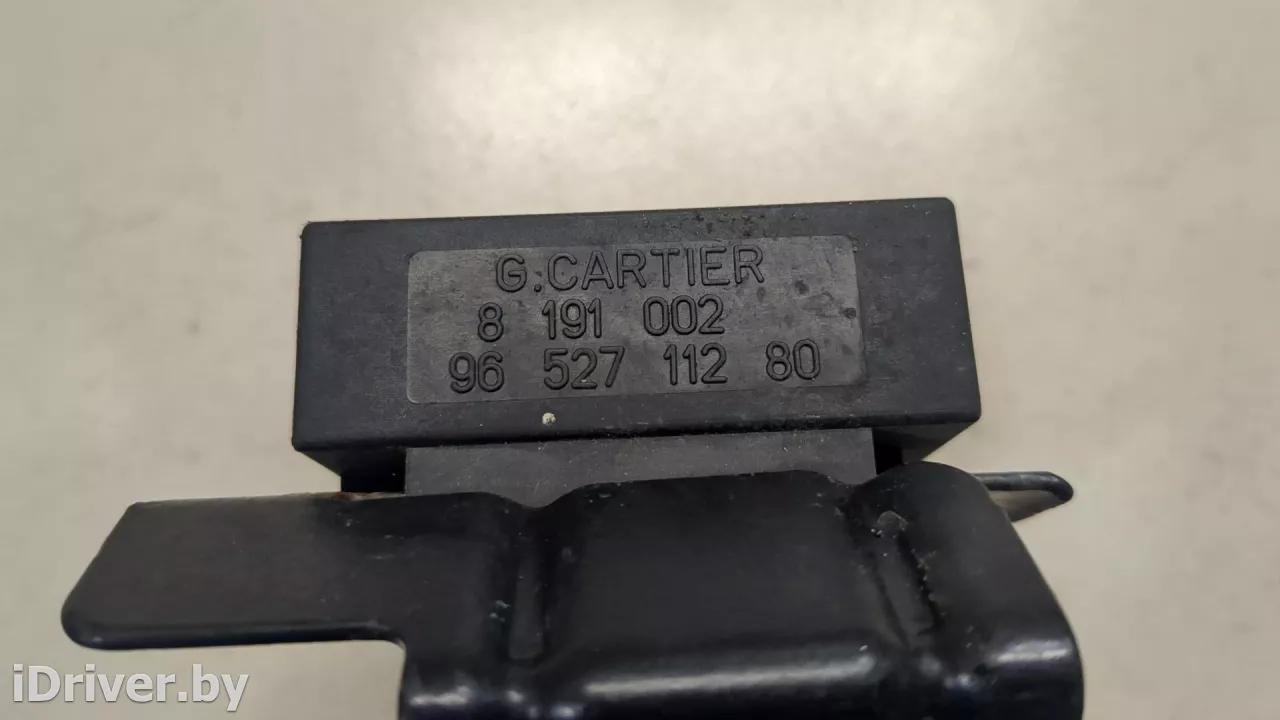 G.CARTIER
8 191 002
96 527 112 80
iDriver.by